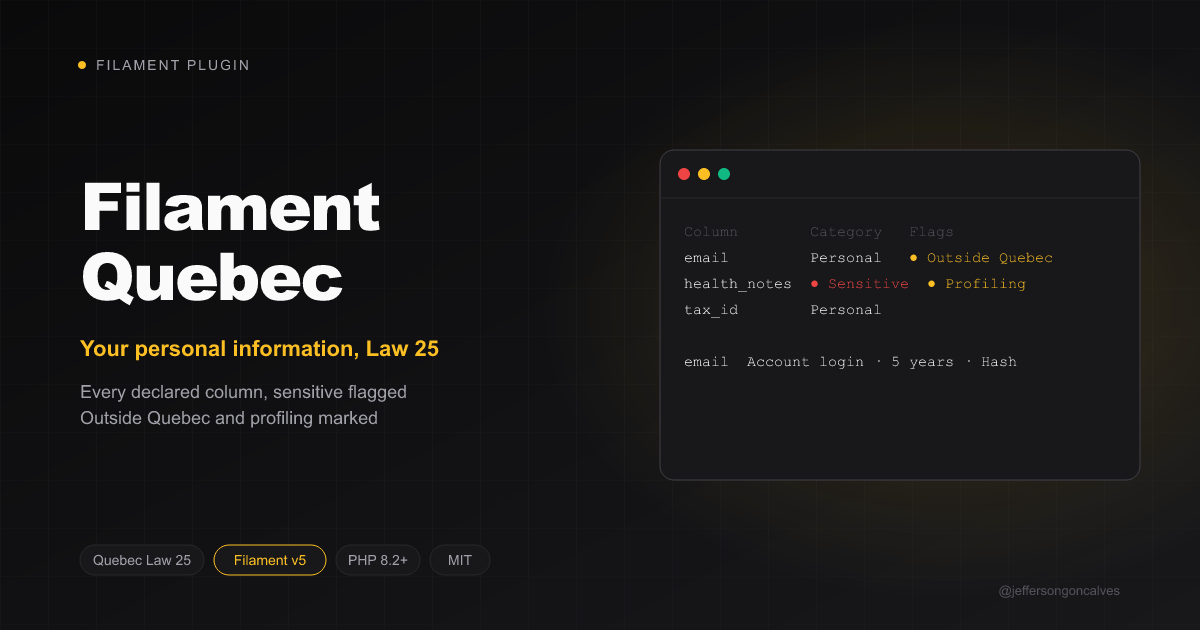 FILAMENT PLUGIN
Filament
Quebec
Your personal information, Law 25
Every declared column, sensitive flagged
Outside Quebec and profiling marked
Column Category Flags
email Personal ● Outside Quebec
health_notes ● Sensitive ● Profiling
tax_id Personal
email Account login · 5 years · Hash
Quebec Law 25 Filament v5 PHP 8.2+ MIT
@jeffersongoncalves